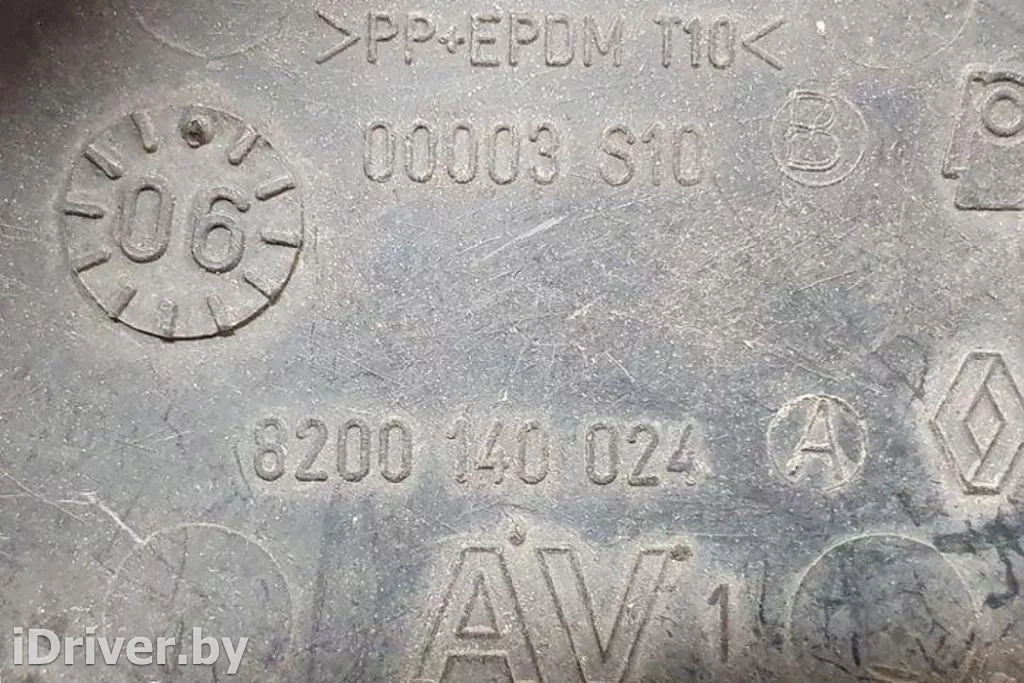 >PP+EPDM T10<
00003 S10 B
06
8200 140 024 A
AV 1
iDriver.by